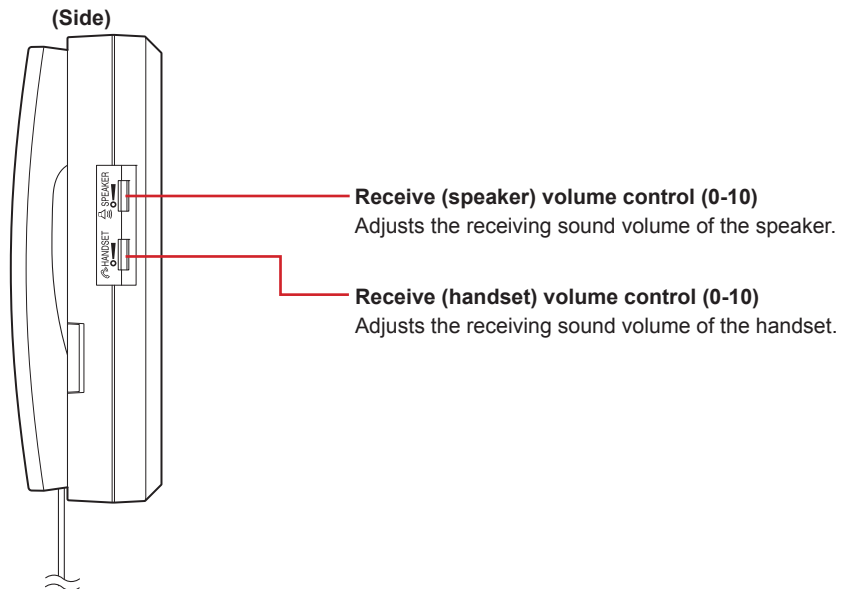 (Side)
SPEAKER
HANDSET
Receive (speaker) volume control (0-10)
Adjusts the receiving sound volume of the speaker.
Receive (handset) volume control (0-10)
Adjusts the receiving sound volume of the handset.